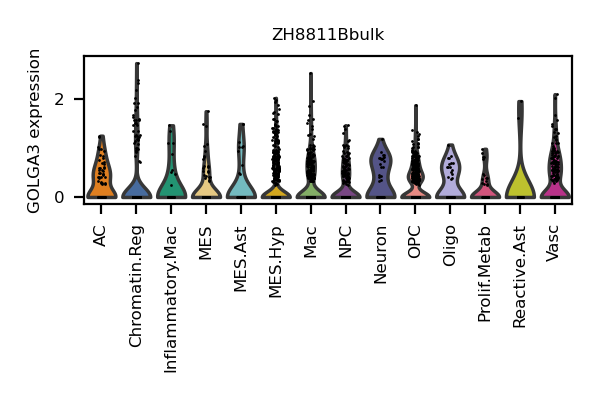 ZH8811Bbulk
GOLGA3 expression
2
0
AC
Chromatin.Reg
Inflammatory.Mac
MES
MES.Ast
MES.Hyp
Mac
NPC
Neuron
OPC
Oligo
Prolif.Metab
Reactive.Ast
Vasc